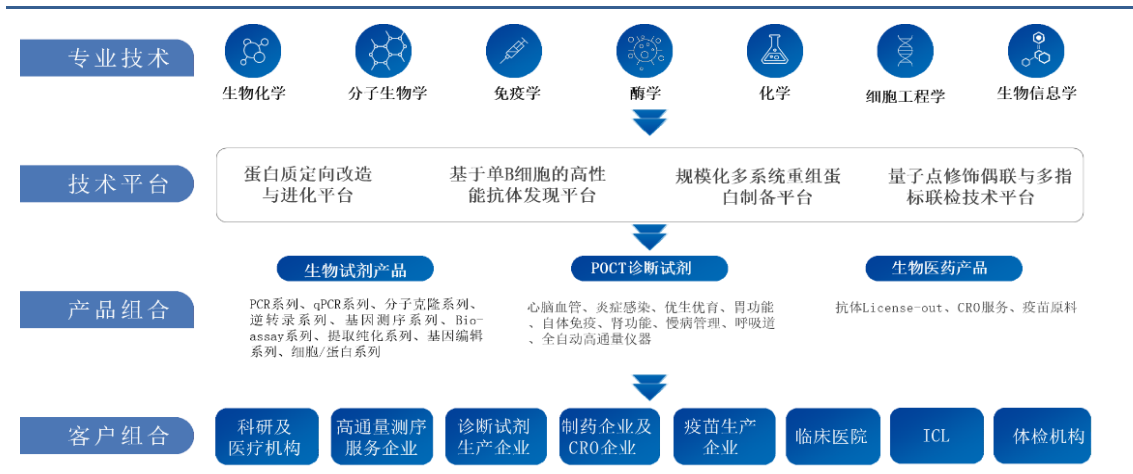 专业技术
生物化学
分子生物学
免疫学
酶学
化学
细胞工程学
生物信息学
技术平台
蛋白质定向改造
与进化平台
基于单B细胞的高性
能抗体发现平台
规模化多系统重组蛋
白制备平台
量子点修饰偶联与多指
标联检技术平台
产品组合
生物试剂产品
PCR系列、qPCR系列、分子克隆系列、
逆转录系列、基因测序系列、Bio-
assay系列、提取纯化系列、基因编辑
系列、细胞/蛋白系列
POCT诊断试剂
心脑血管、炎症感染、优生优育、胃功能
、自体免疫、肾功能、慢病管理、呼吸道
、全自动高通量仪器
生物医药产品
抗体License-out、CRO服务、疫苗原料
客户组合
科研及
医疗机构
高通量测序
服务企业
诊断试剂
生产企业
制药企业及
CRO企业
疫苗生产
企业
临床医院
ICL
体检机构